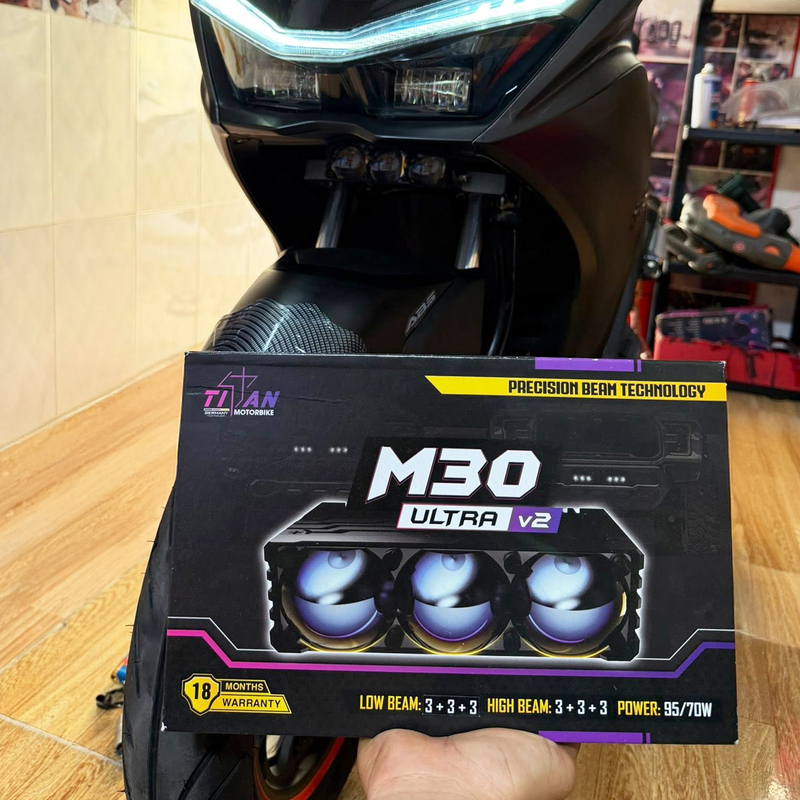 ABS
PRECISION BEAM TECHNOLOGY
TITAN
GERMANY
MOTORBIKE
M30
ULTRA v2
18 MONTHS
WARRANTY
LOW BEAM: 3 + 3 + 3 HIGH BEAM: 3 + 3 + 3 POWER: 95/70W